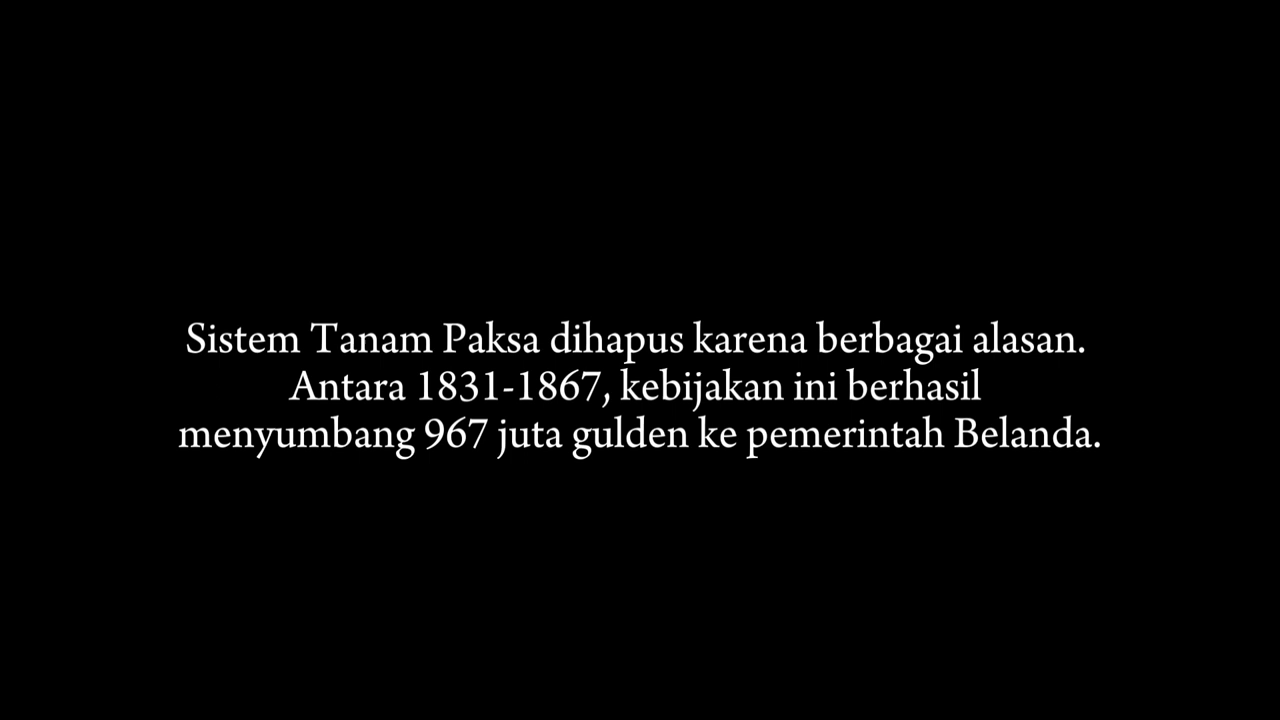 Sistem Tanam Paksa dihapus karena berbagai alasan.
Antara 1831-1867, kebijakan ini berhasil
menyumbang 967 juta gulden ke pemerintah Belanda.